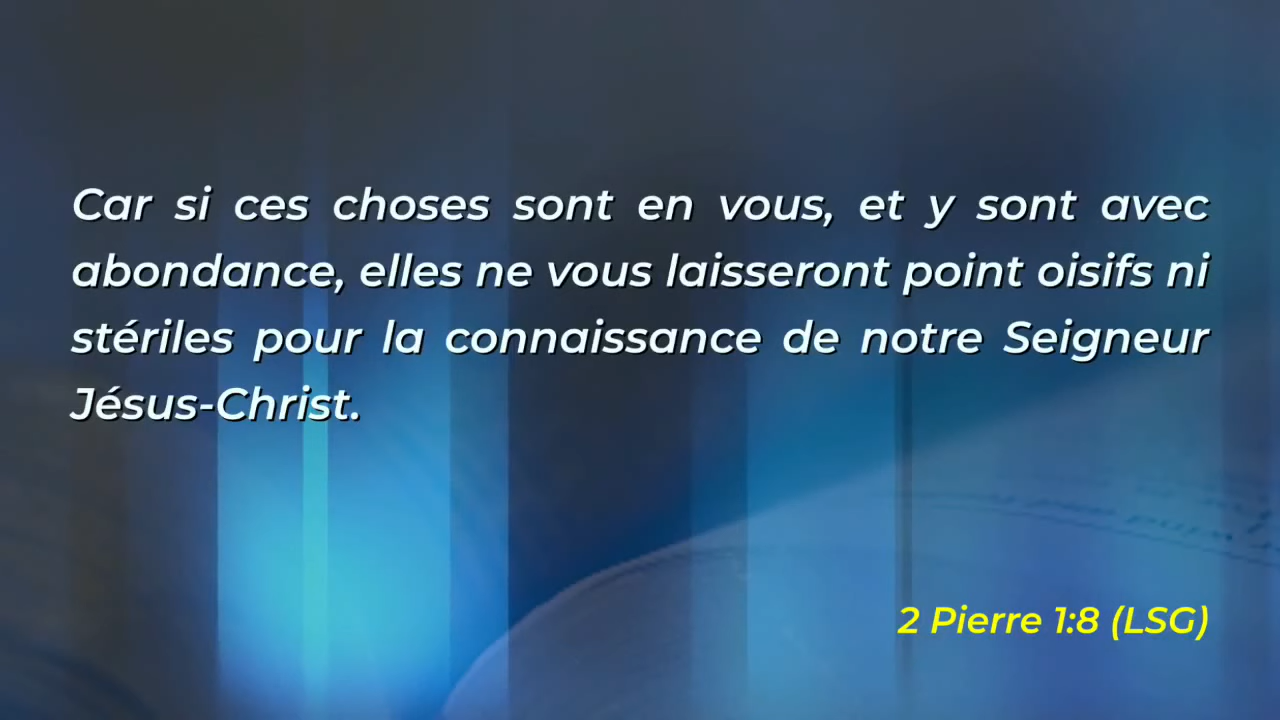 Car si ces choses sont en vous, et y sont avec
abondance, elles ne vous laisseront point oisifs ni
stériles pour la connaissance de notre Seigneur
Jésus-Christ.
2 Pierre 1:8 (LSG)